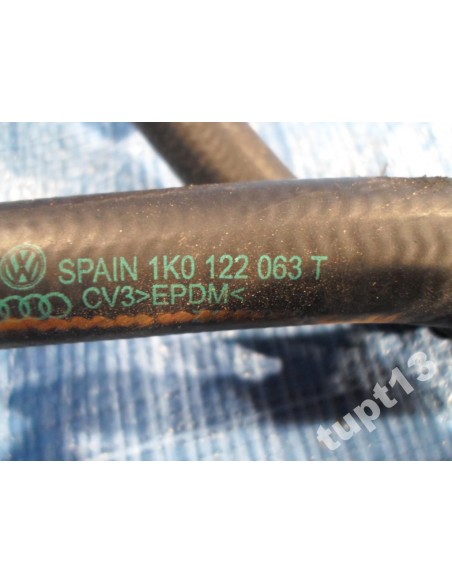 SPAIN 1K0 122 063 T
CV3>EPDM<
tupt13